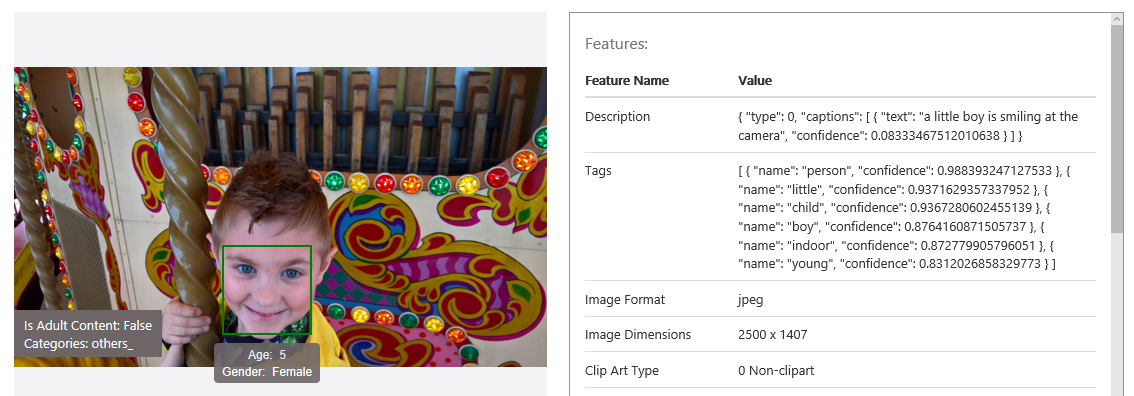 Is Adult Content: False
Categories: others_
Age: 5
Gender: Female
Features:
Feature Name Value
Description { "type": 0, "captions": [ { "text": "a little boy is smiling at the
camera", "confidence": 0.08333467512010638 } ] }
Tags [ { "name": "person", "confidence": 0.988393247127533 }, {
"name": "little", "confidence": 0.9371629357337952 }, {
"name": "child", "confidence": 0.9367280602455139 }, {
"name": "boy", "confidence": 0.8764160871505737 }, {
"name": "indoor", "confidence": 0.872779905796051 }, {
"name": "young", "confidence": 0.8312026858329773 } ]
Image Format jpeg
Image Dimensions 2500 x 1407
Clip Art Type 0 Non-clipart